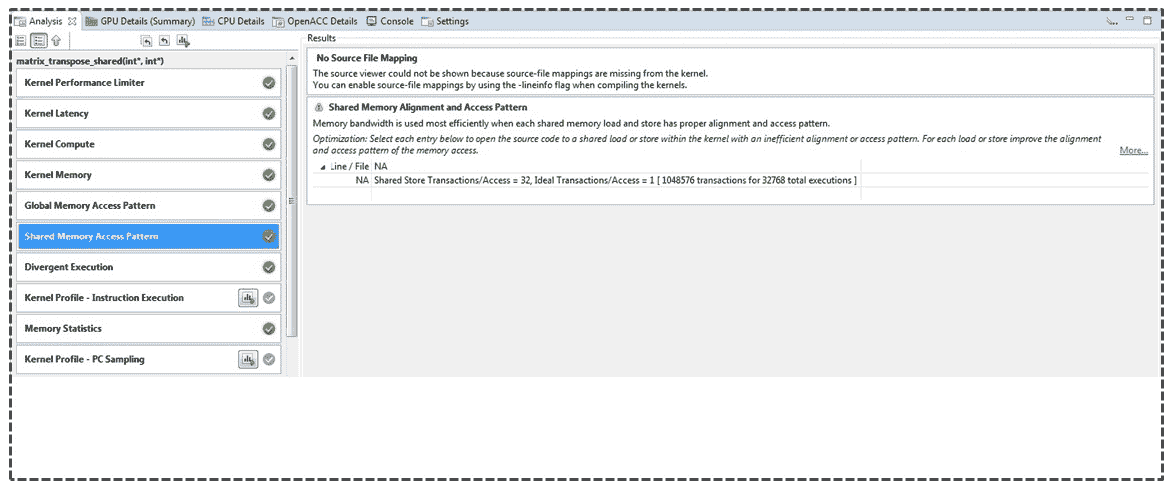 Analysis GPU Details (Summary) CPU Details OpenACC Details Console Settings
Results
matrix_transpose_shared(int*, int*)
Kernel Performance Limiter
Kernel Latency
Kernel Compute
Kernel Memory
Global Memory Access Pattern
Shared Memory Access Pattern
Divergent Execution
Kernel Profile - Instruction Execution
Memory Statistics
Kernel Profile - PC Sampling
No Source File Mapping
The source viewer could not be shown because source-file mappings are missing from the kernel.
You can enable source-file mappings by using the -lineinfo flag when compiling the kernels.
Shared Memory Alignment and Access Pattern
Memory bandwidth is used most efficiently when each shared memory load and store has proper alignment and access pattern.
Optimization: Select each entry below to open the source code to a shared load or store within the kernel with an inefficient alignment or access pattern. For each load or store improve the alignment
and access pattern of the memory access.
More...
Line / File NA
NA Shared Store Transactions/Access = 32, Ideal Transactions/Access = 1 [ 1048576 transactions for 32768 total executions ]